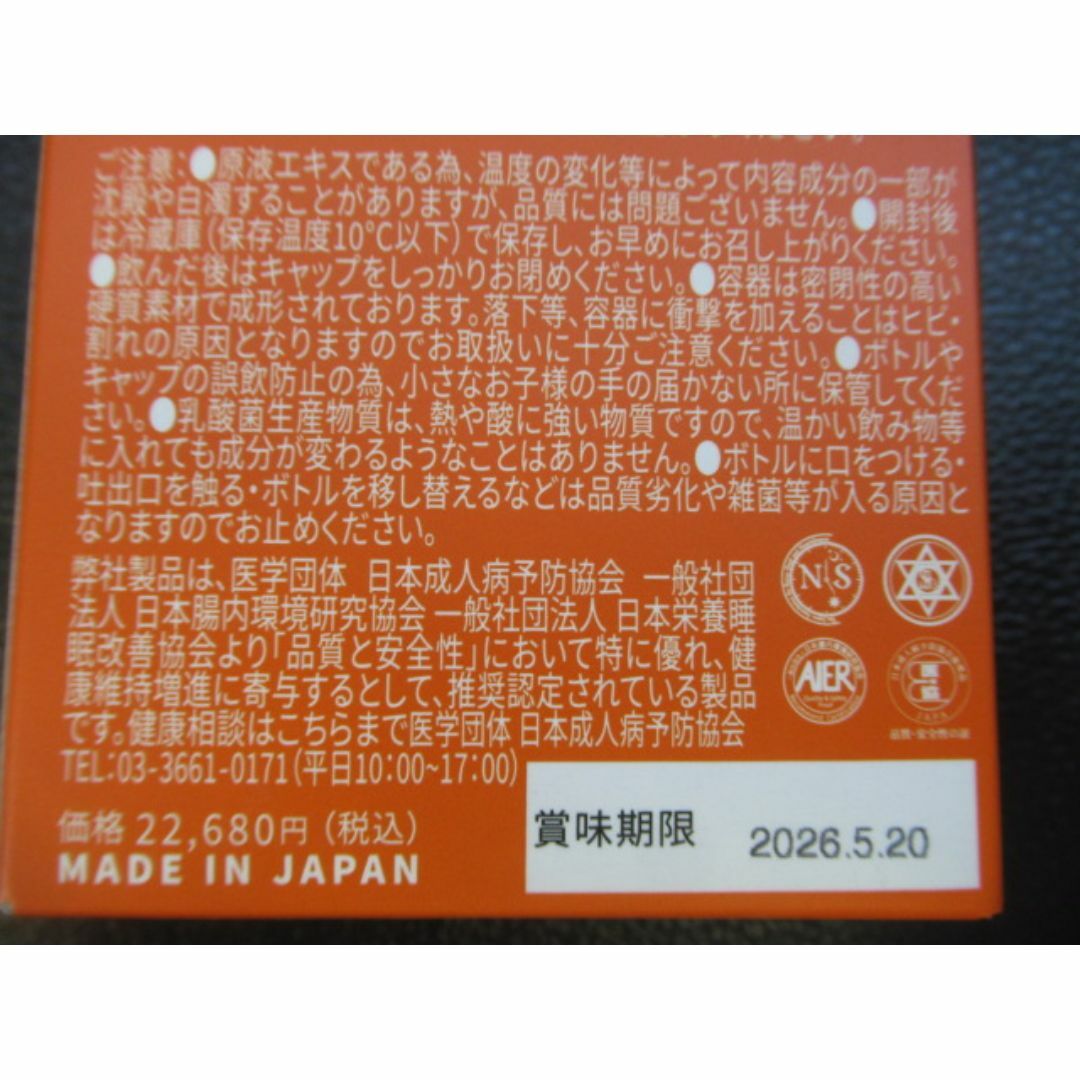 ご注意：●原液エキスである為、温度の変化等によって内容成分の一部が
沈殿や白濁することがありますが、品質には問題ございません。●開封後
は冷蔵庫（保存温度10℃以下）で保存し、お早めにお召し上がりください。
●飲んだ後はキャップをしっかりお閉めください。●容器は密閉性の高い
硬質素材で成形されております。落下等、容器に衝撃を加えることはヒビ・
割れの原因となりますのでお取扱いに十分ご注意ください。●ボトルや
キャップの誤飲防止の為、小さなお子様の手の届かない所に保管してくだ
さい。●乳酸菌生産物質は、熱や酸に強い物質ですので、温かい飲み物等
に入れても成分が変わるようなことはありません。●ボトルに口をつける・
吐出口を触る・ボトルを移し替えるなどは品質劣化や雑菌等が入る原因と
なりますのでお止めください。
弊社製品は、医学団体 日本成人病予防協会 一般社団
法人 日本腸内環境研究協会 一般社団法人 日本栄養睡
眠改善協会より「品質と安全性」において特に優れ、健
康維持増進に寄与するとして、推奨認定されている製品
です。健康相談はこちらまで医学団体 日本成人病予防協会
TEL：03-3661-0171（平日10：00~17：00）
価格 22,680円（税込）
MADE IN JAPAN
NS
S
AIER
賞味期限 2026.5.20